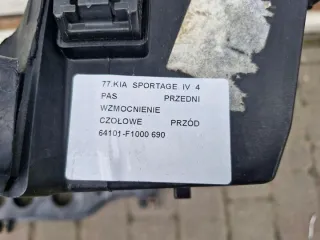 77.KIA SPORTAGE IV 4
PAS PRZEDNI
WZMOCNIENIE
CZOŁOWE PRZÓD
64101-F1000 690